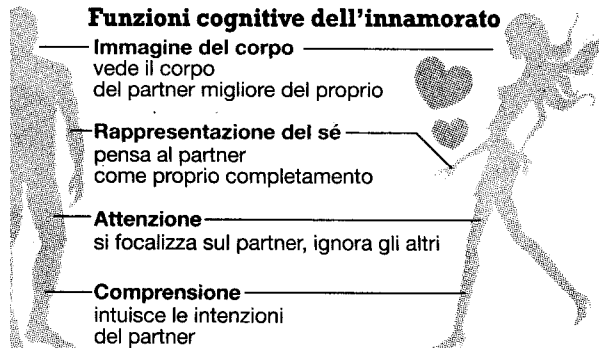 Funzioni cognitive dell'innamorato
Immagine del corpo
vede il corpo
del partner migliore del proprio
Rappresentazione del sé
pensa al partner
come proprio completamento
Attenzione
si focalizza sul partner, ignora gli altri
Comprensione
intuisce le intenzioni
del partner